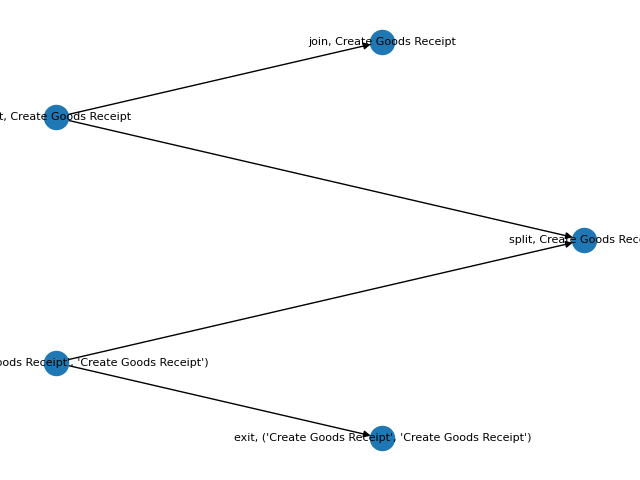 join, Create Goods Receipt
t, Create Goods Receipt
split, Create Goods Rece
oods Receipt', 'Create Goods Receipt')
exit, ('Create Goods Receipt', 'Create Goods Receipt')